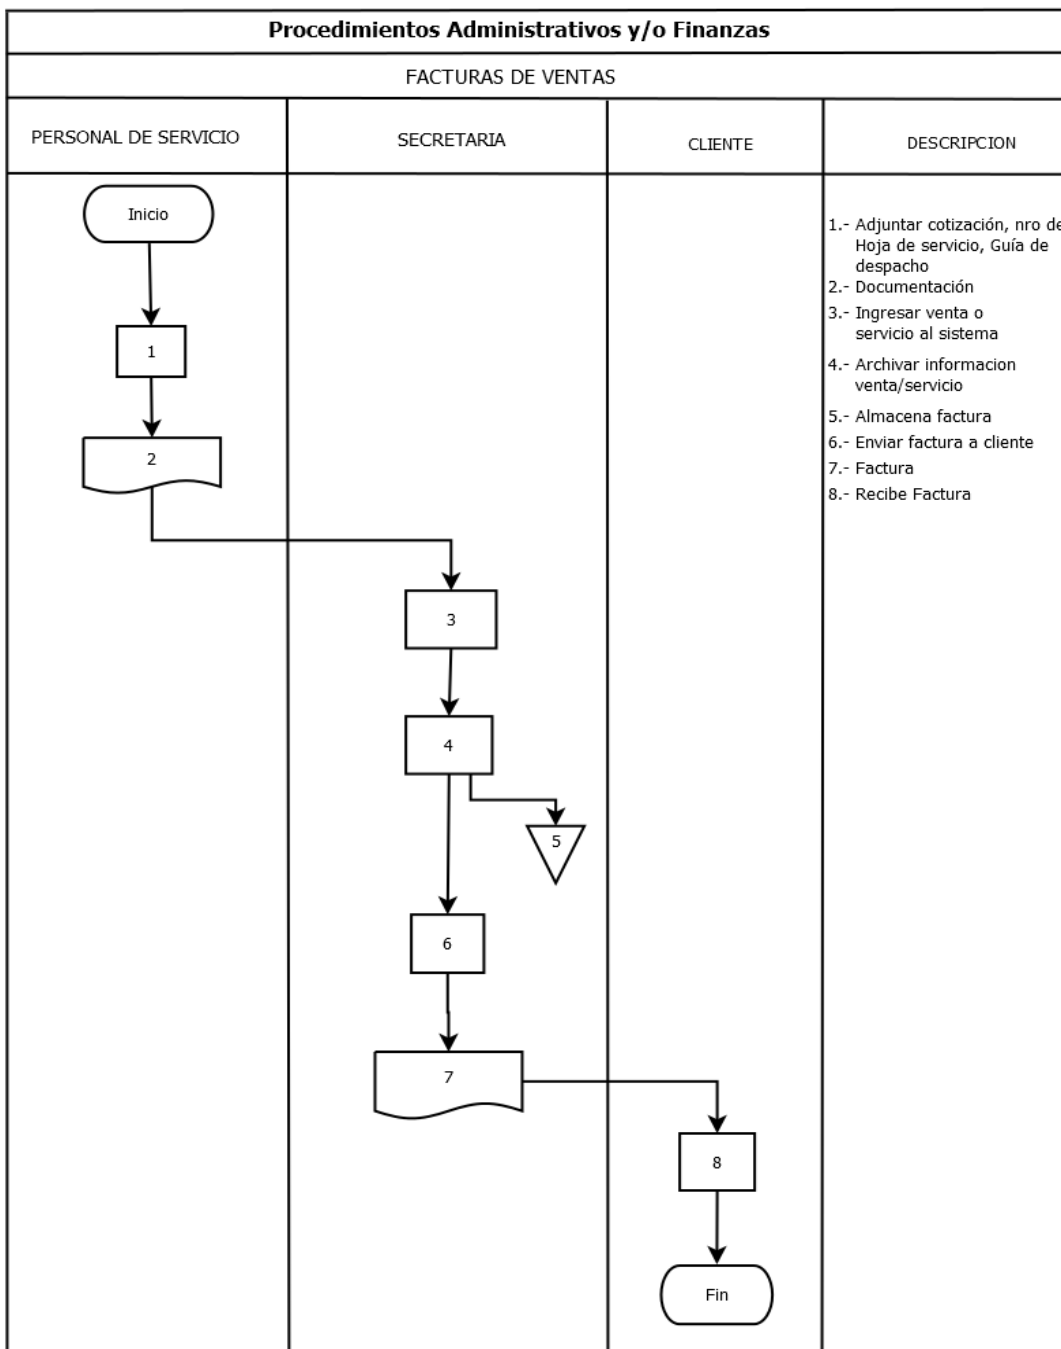 Procedimientos Administrativos y/o Finanzas
FACTURAS DE VENTAS
PERSONAL DE SERVICIO
SECRETARIA
CLIENTE
DESCRIPCION
Inicio
1
2
3
4
5
6
7
8
Fin
1.- Adjuntar cotización, nro de
Hoja de servicio, Guía de
despacho
2.- Documentación
3.- Ingresar venta o
servicio al sistema
4.- Archivar informacion
venta/servicio
5.- Almacena factura
6.- Enviar factura a cliente
7.- Factura
8.- Recibe Factura